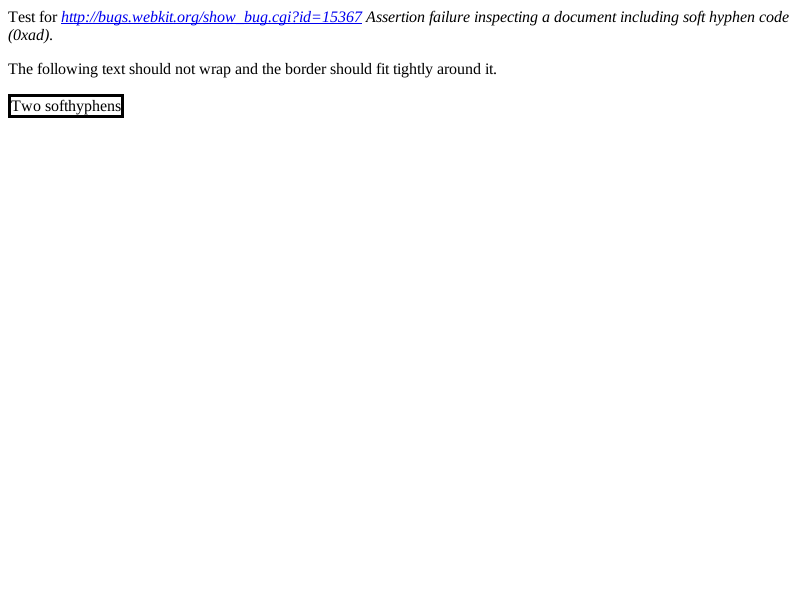 Test for http://bugs.webkit.org/show_bug.cgi?id=15367 Assertion failure inspecting a document including soft hyphen code
(0xad).
The following text should not wrap and the border should fit tightly around it.
Two softhyphens